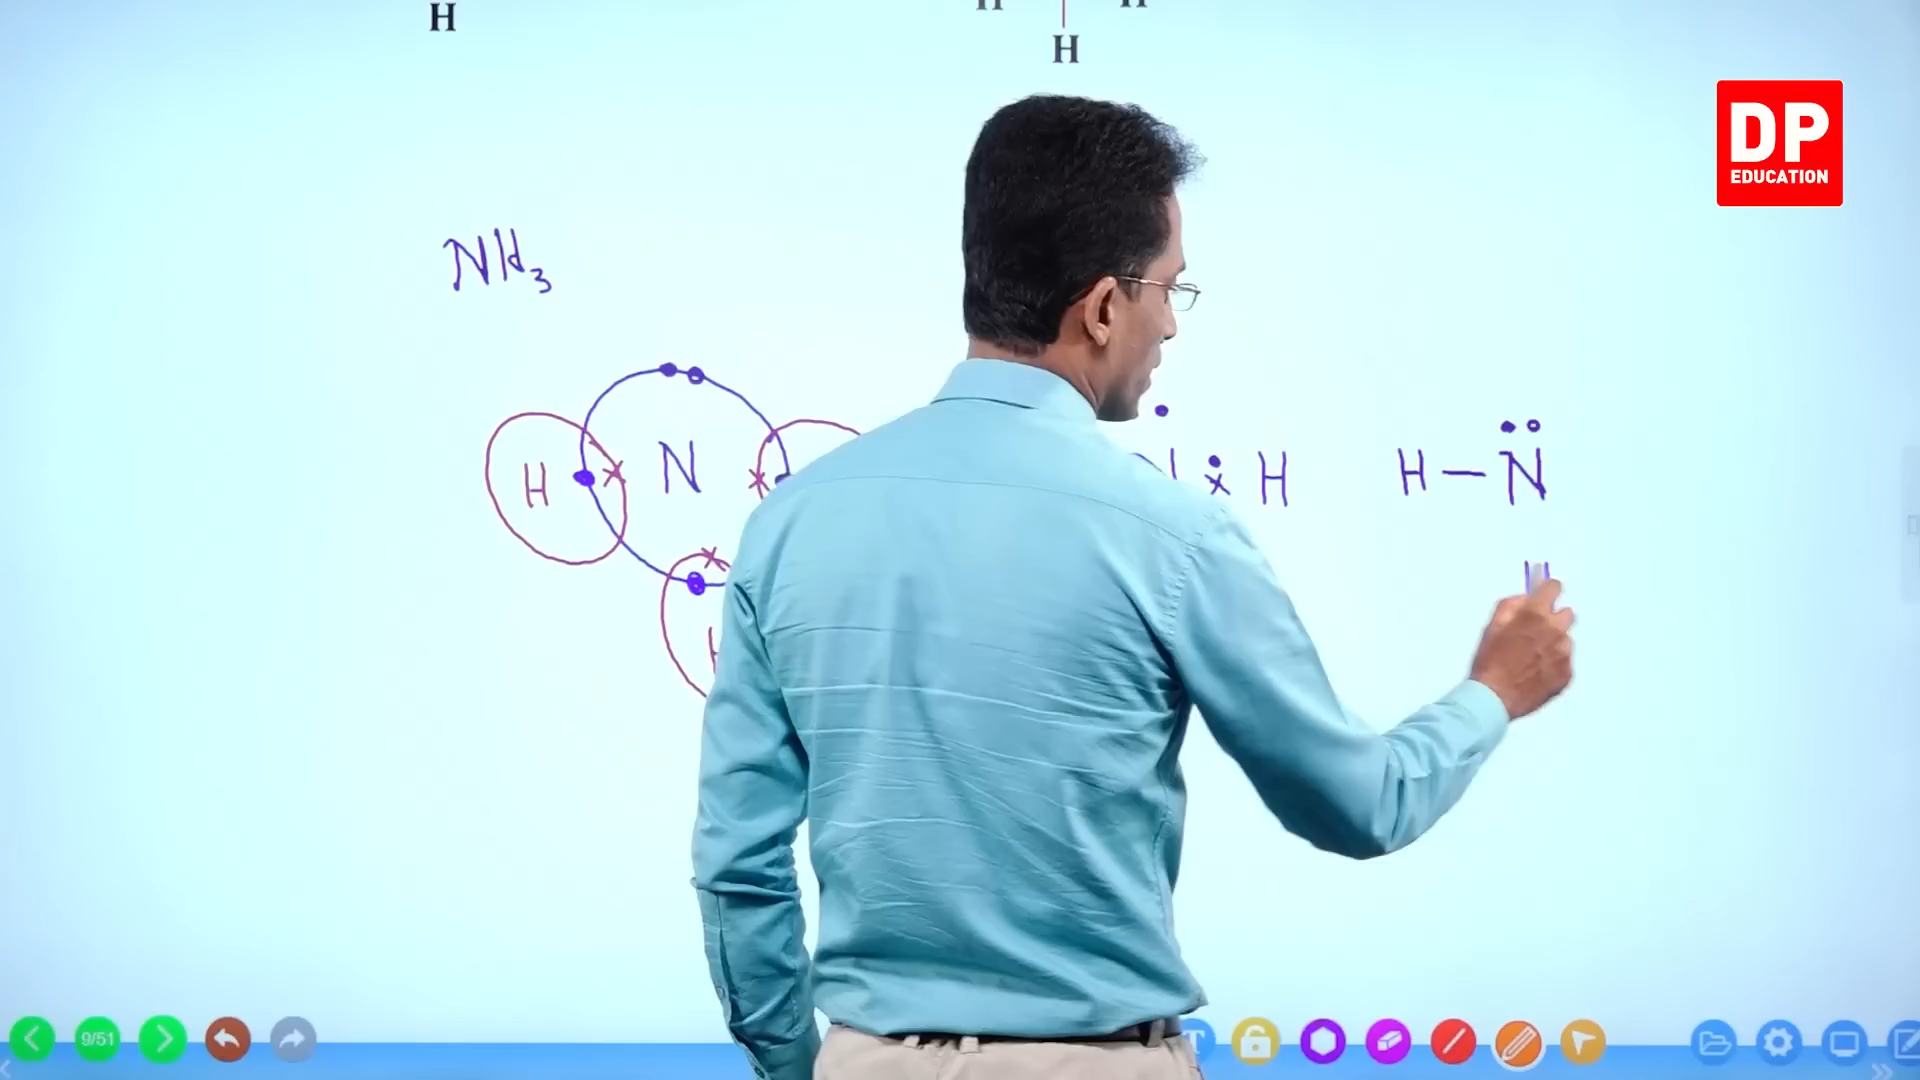 H
H H
H
DP
EDUCATION
NH₃
H N
H
H – N
9/51
T